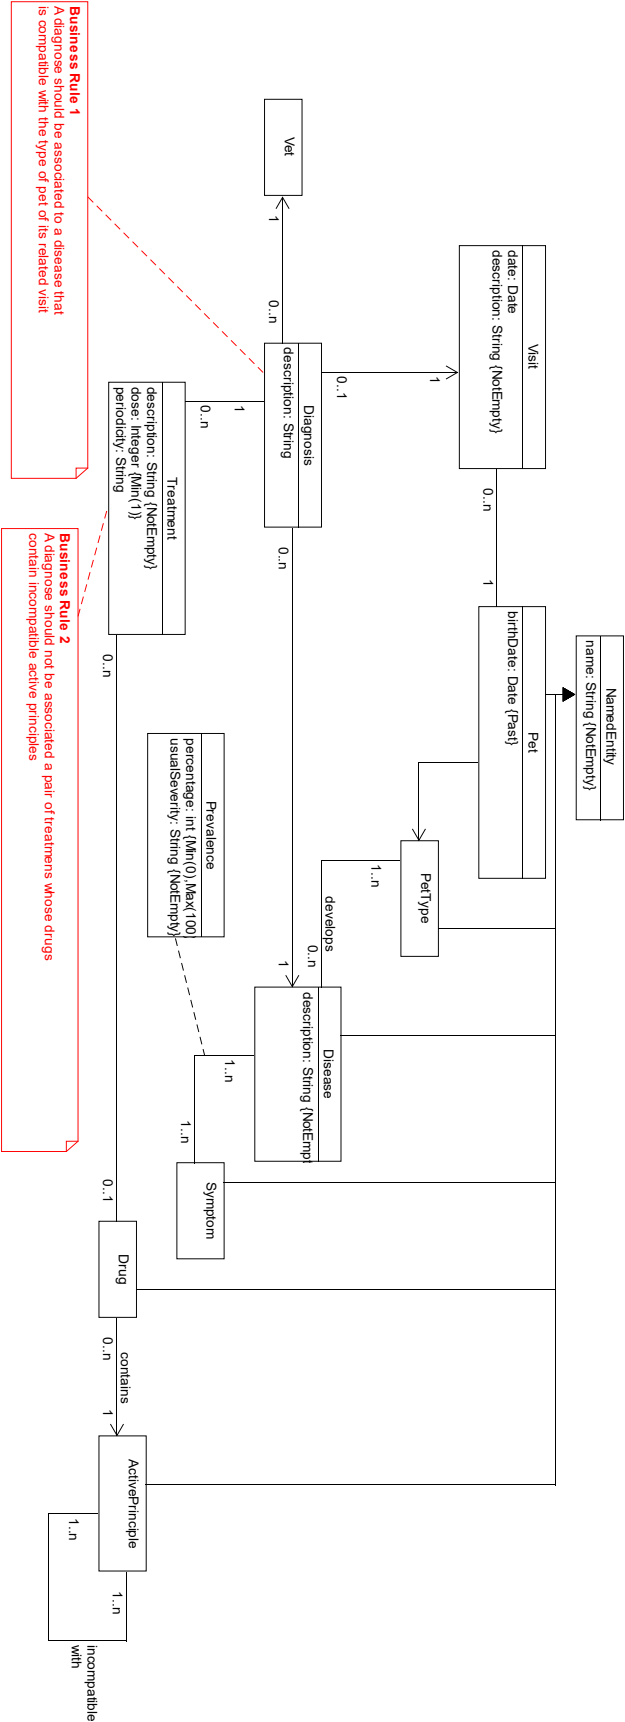 NamedEntity
name: String {NotEmpty}
Visit
date: Date
description: String {NotEmpty}
0..n
1
Pet
birthDate: Date {Past}
PetType
1..n
develops
0..n
1
0..1
Vet
1
0..n
Diagnosis
description: String
0..n
1
Disease
description: String {NotEmpt
1..n
1..n
Symptom
Prevalence
percentage: int {Min(0),Max(100)
usualSeverity: String {NotEmpty}
1
0..n
Treatment
description: String {NotEmpty}
dose: Integer {Min(1)}
periodicity: String
0..n
0..1
Drug
contains
0..n
1
ActivePrinciple
1..n
1..n
incompatible
with
Business Rule 1
A diagnose should be associated to a disease that
is compatible with the type of pet of its related visit
Business Rule 2
A diagnose should not be associated a pair of treatmens whose drugs
contain incompatible active principles